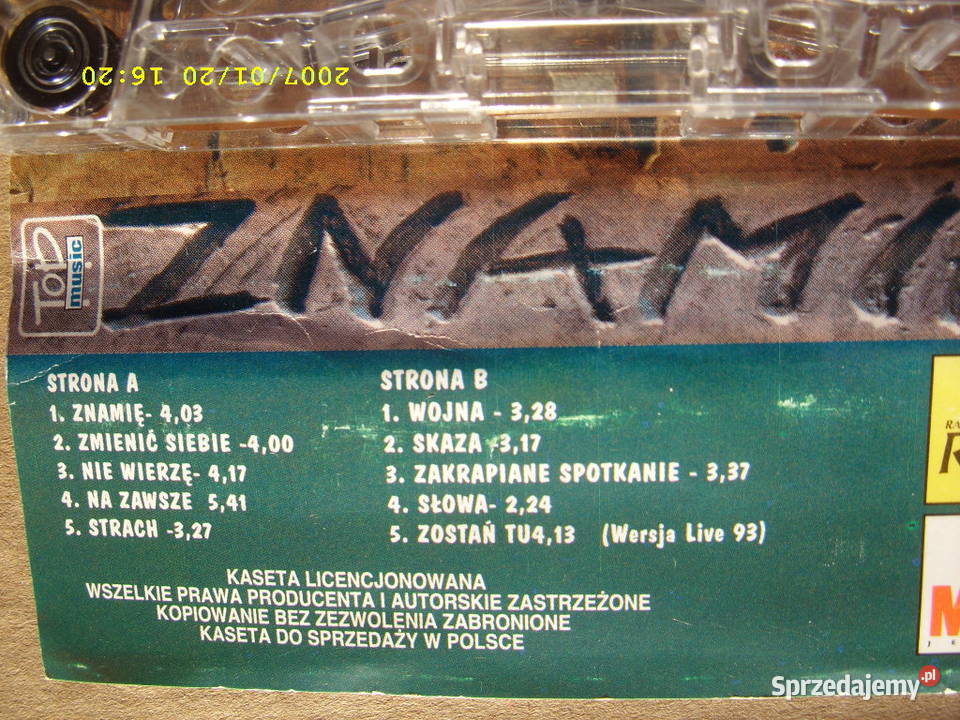 2007/01/20 16:20
TOP
music
ZNAMI
STRONA A
1. ZNAMIĘ- 4,03
2. ZMIENIĆ SIEBIE -4,00
3. NIE WIERZĘ- 4,17
4. NA ZAWSZE 5,41
5. STRACH -3,27
STRONA B
1. WOJNA - 3,28
2. SKAZA -3,17
3. ZAKRAPIANE SPOTKANIE - 3,37
4. SŁOWA- 2,24
5. ZOSTAŃ TU4,13 (Wersja Live 93)
KASETA LICENCJONOWANA
WSZELKIE PRAWA PRODUCENTA I AUTORSKIE ZASTRZEŻONE
KOPIOWANIE BEZ ZEZWOLENIA ZABRONIONE
KASETA DO SPRZEDAŻY W POLSCE
Sprzedajemy.pl